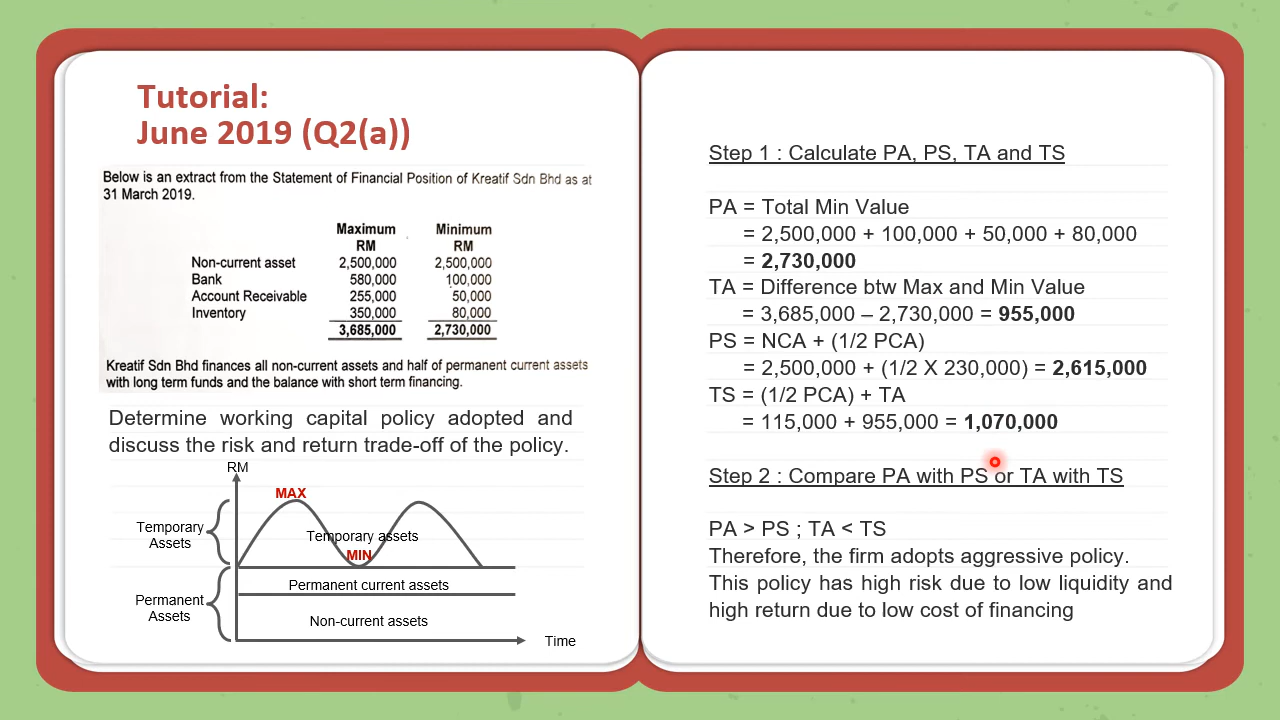 Tutorial:
June 2019 (Q2(a))
Below is an extract from the Statement of Financial Position of Kreatif Sdn Bhd as at
31 March 2019.
Maximum Minimum
RM RM
Non-current asset 2,500,000 2,500,000
Bank 580,000 100,000
Account Receivable 255,000 50,000
Inventory 350,000 80,000
3,685,000 2,730,000
Kreatif Sdn Bhd finances all non-current assets and half of permanent current assets
with long term funds and the balance with short term financing.
Determine working capital policy adopted and
discuss the risk and return trade-off of the policy.
RM
MAX
Temporary
Assets
Temporary assets
MIN
Permanent current assets
Permanent
Assets
Non-current assets
Time
Step 1 : Calculate PA, PS, TA and TS
PA = Total Min Value
= 2,500,000 + 100,000 + 50,000 + 80,000
= 2,730,000
TA = Difference btw Max and Min Value
= 3,685,000 – 2,730,000 = 955,000
PS = NCA + (1/2 PCA)
= 2,500,000 + (1/2 X 230,000) = 2,615,000
TS = (1/2 PCA) + TA
= 115,000 + 955,000 = 1,070,000
Step 2 : Compare PA with PS or TA with TS
PA > PS ; TA < TS
Therefore, the firm adopts aggressive policy.
This policy has high risk due to low liquidity and
high return due to low cost of financing